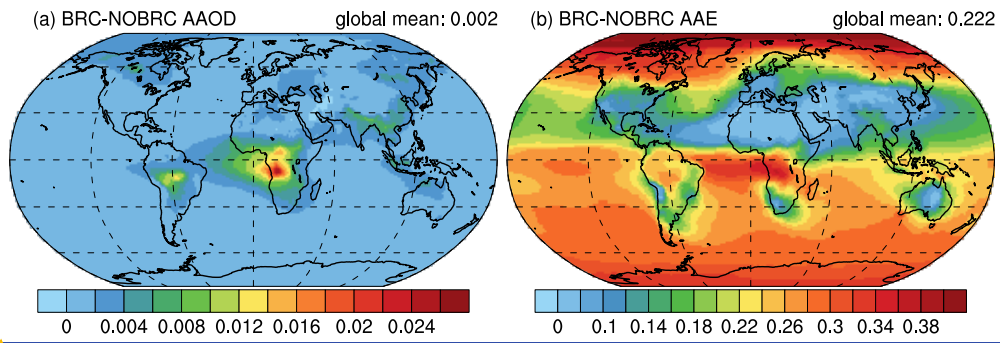 (a) BRC-NOBRC AAOD global mean: 0.002
(b) BRC-NOBRC AAE global mean: 0.222
0 0.004 0.008 0.012 0.016 0.02 0.024
0 0.1 0.14 0.18 0.22 0.26 0.3 0.34 0.38